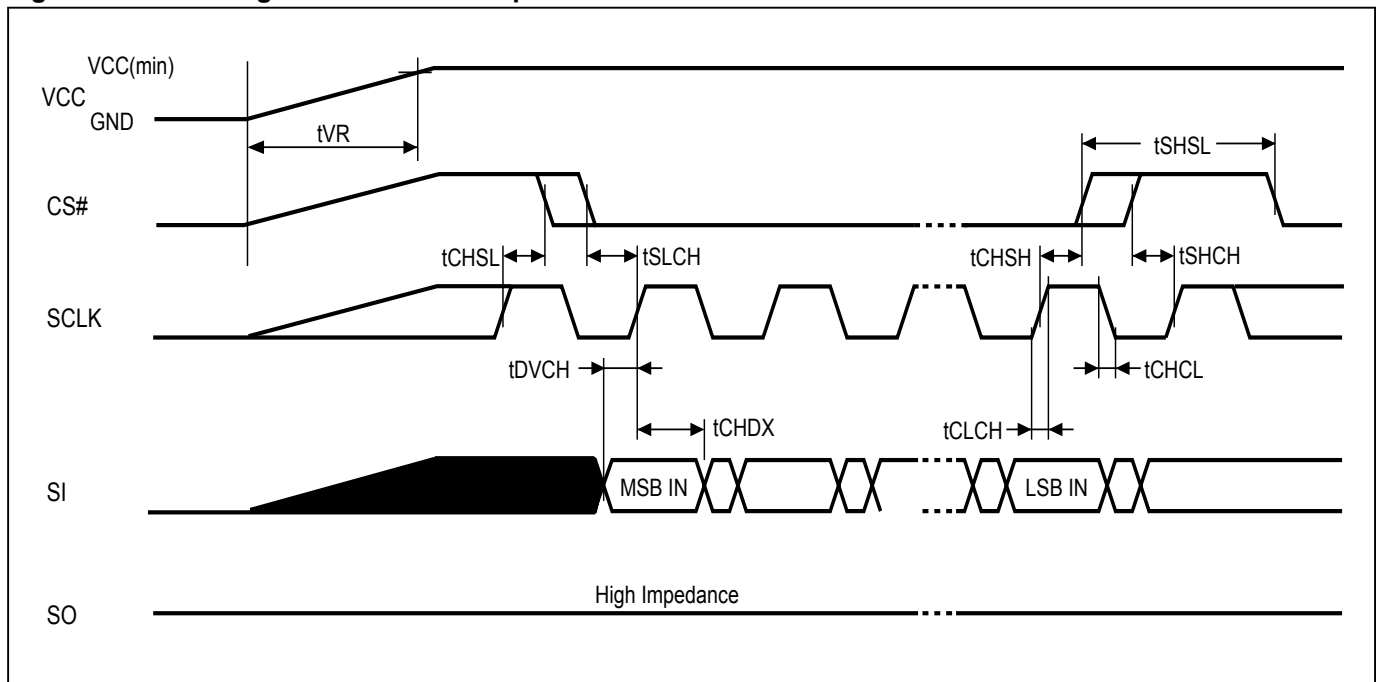 VCC(min)
VCC
GND
tVR
tSHSL
CS#
tCHSL
tSLCH
tCHSH
tSHCH
SCLK
tDVCH
tCHCL
tCHDX
tCLCH
SI
MSB IN
LSB IN
High Impedance
SO